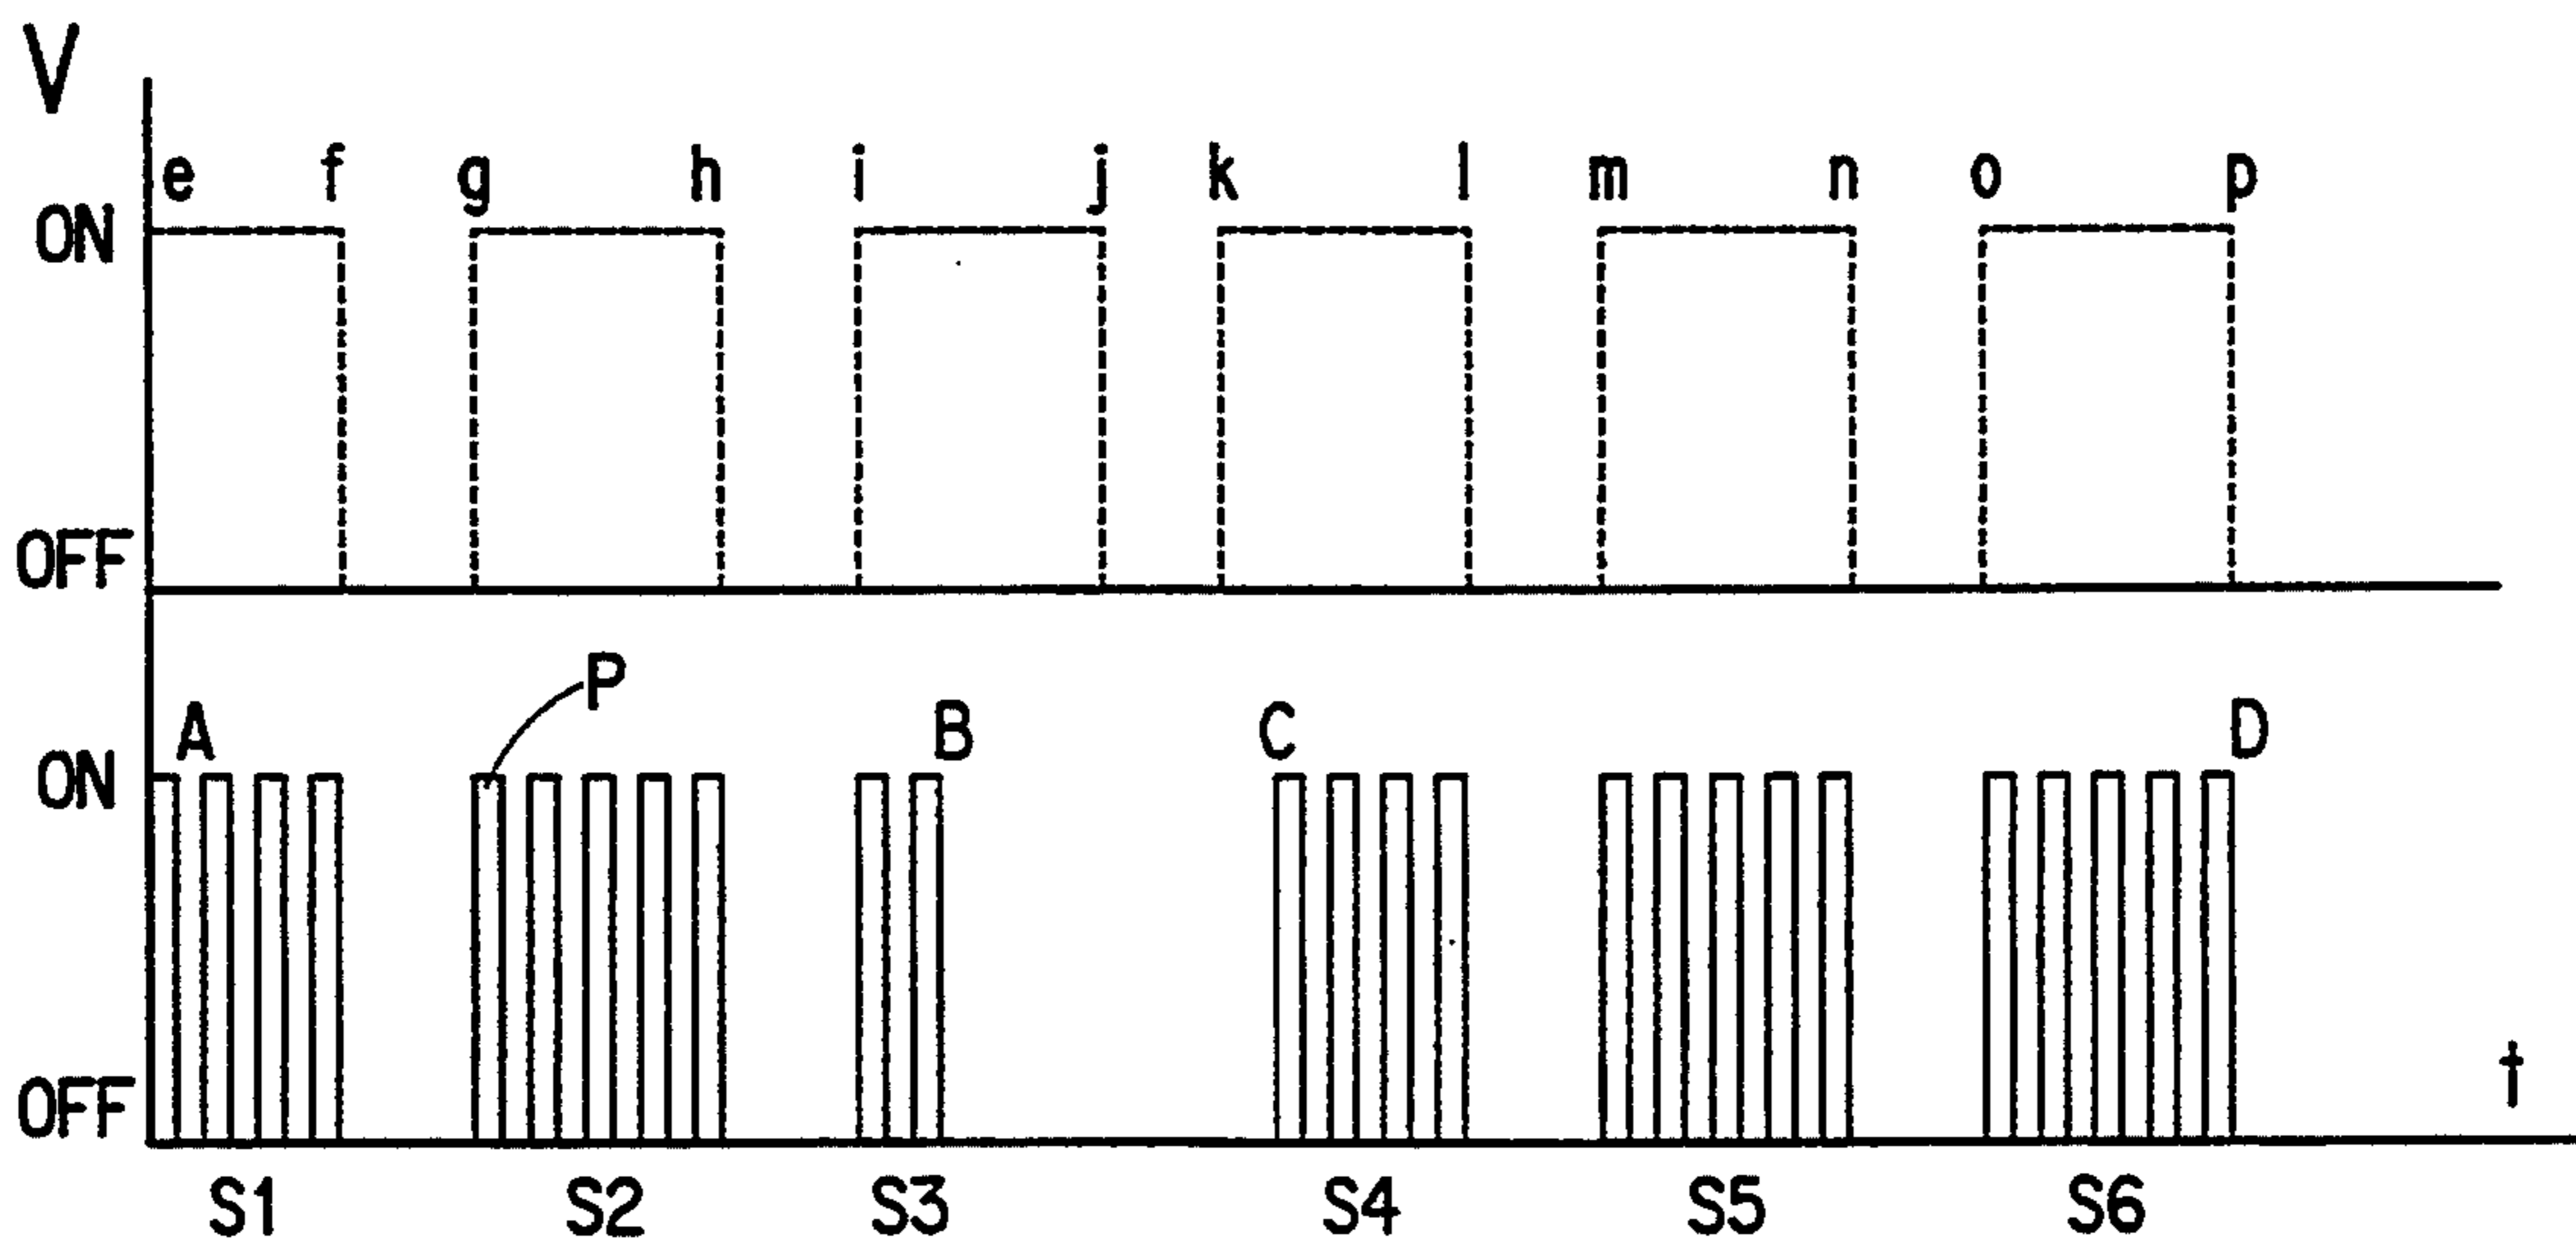 V
e f g h i j k l m n o p
ON
OFF
P
A B C D
ON
OFF
t
S1 S2 S3 S4 S5 S6